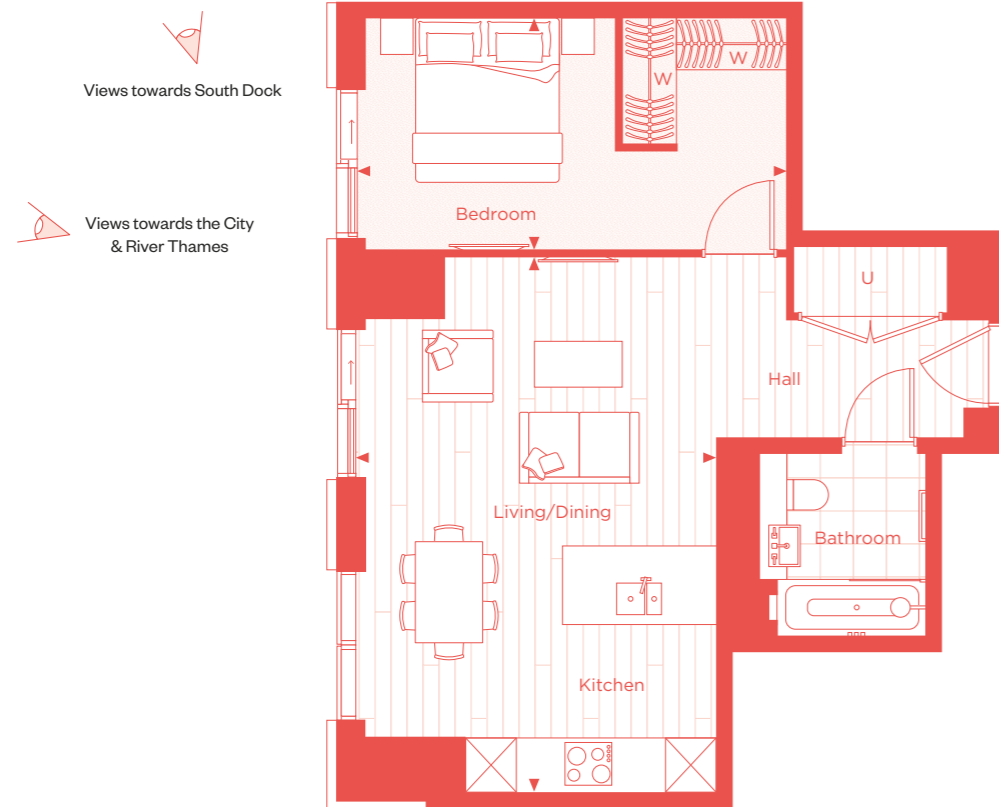 Views towards South Dock
Views towards the City
& River Thames
W
W
Bedroom
U
Hall
Living/Dining
Bathroom
Kitchen